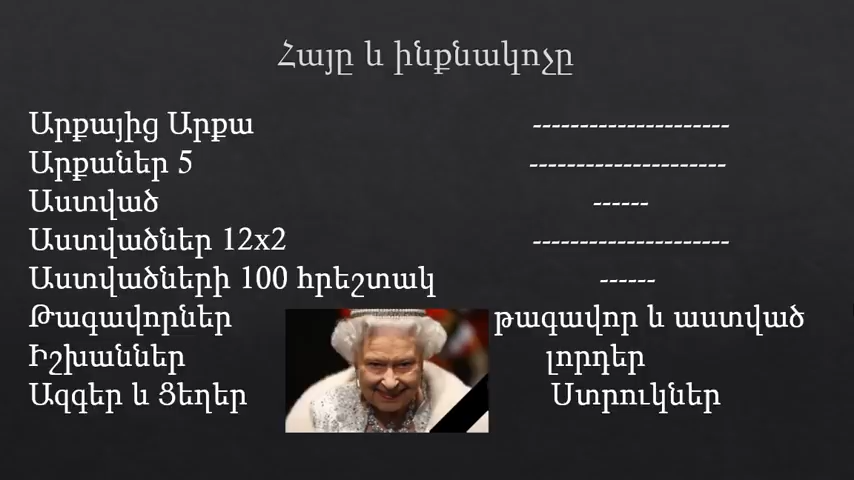 Հայը և ինքնակոչը
Արքայից Արքա ---------------------
Արքաներ 5 ---------------------
Աստված ------
Աստվածներ 12x2 ---------------------
Աստվածների 100 հրեշտակ ------
Թագավորներ թագավոր և աստված
Իշխաններ լորդեր
Ազգեր և Ցեղեր Ստրուկներ